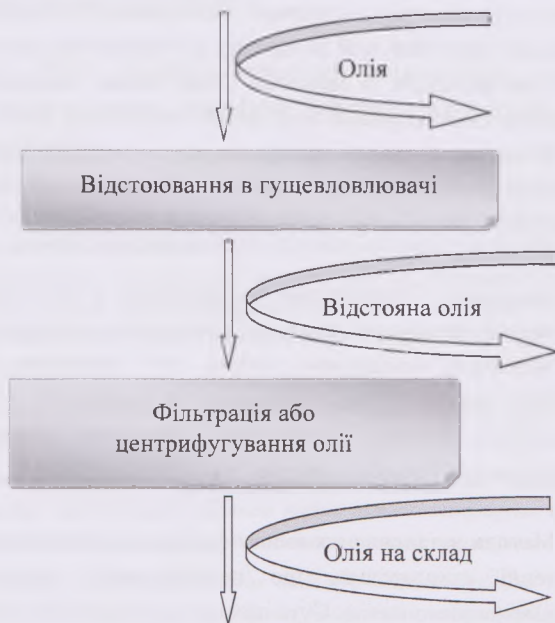 Олія
Відстоювання в гущевловлювачі
Відстояна олія
Фільтрація або
центрифугування олії
Олія на склад